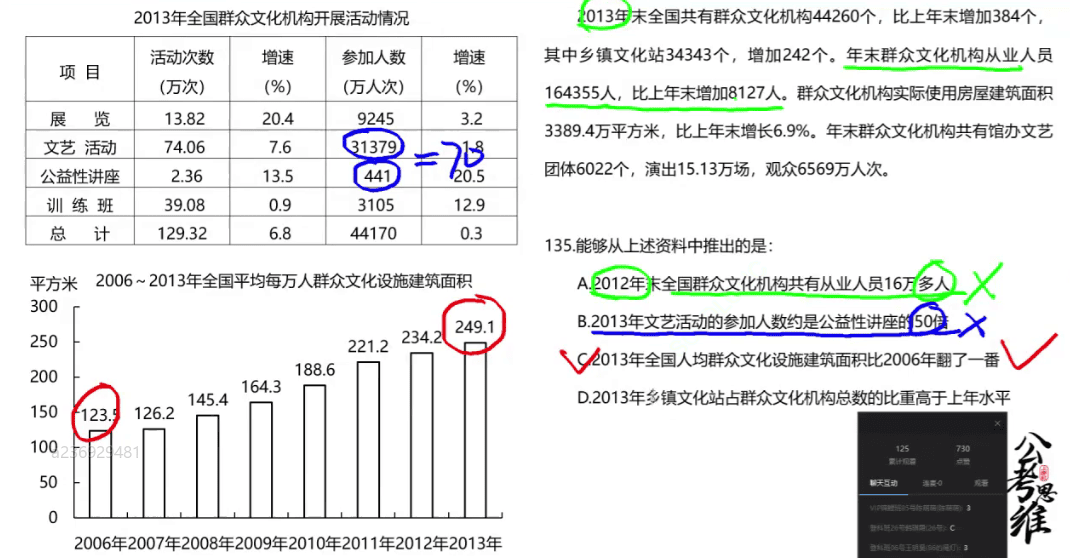 2013年全国群众文化机构开展活动情况
项 目 活动次数(万次) 增速(%) 参加人数(万人次) 增速(%)
展 览 13.82 20.4 9245 3.2
文艺 活动 74.06 7.6 31379 1.8
公益性讲座 2.36 13.5 441 20.5
训 练 班 39.08 0.9 3105 12.9
总 计 129.32 6.8 44170 0.3
=70
平方米 2006～2013年全国平均每万人群众文化设施建筑面积
300
250
200
150
100
50
0
123.5 126.2 145.4 164.3 188.6 221.2 234.2 249.1
2006年2007年 2008年 2009年 2010年 2011年 2012年 2013年
a236929481
2013年末全国共有群众文化机构44260个，比上年末增加384个，
其中乡镇文化站34343个，增加242个。年末群众文化机构从业人员
164355人，比上年末增加8127人。群众文化机构实际使用房屋建筑面积
3389.4万平方米，比上年末增长6.9%。年末群众文化机构共有馆办文艺
团体6022个，演出15.13万场，观众6569万人次。
135.能够从上述资料中推出的是：
A.2012年末全国群众文化机构共有从业人员16万多人
B.2013年文艺活动的参加人数约是公益性讲座的50倍
C.2013年全国人均群众文化设施建筑面积比2006年翻了一番
D.2013年乡镇文化站占群众文化机构总数的比重高于上年水平
125 730
累计观看 点赞
聊天互动 连麦·0 观看
3
C
3
公考思维